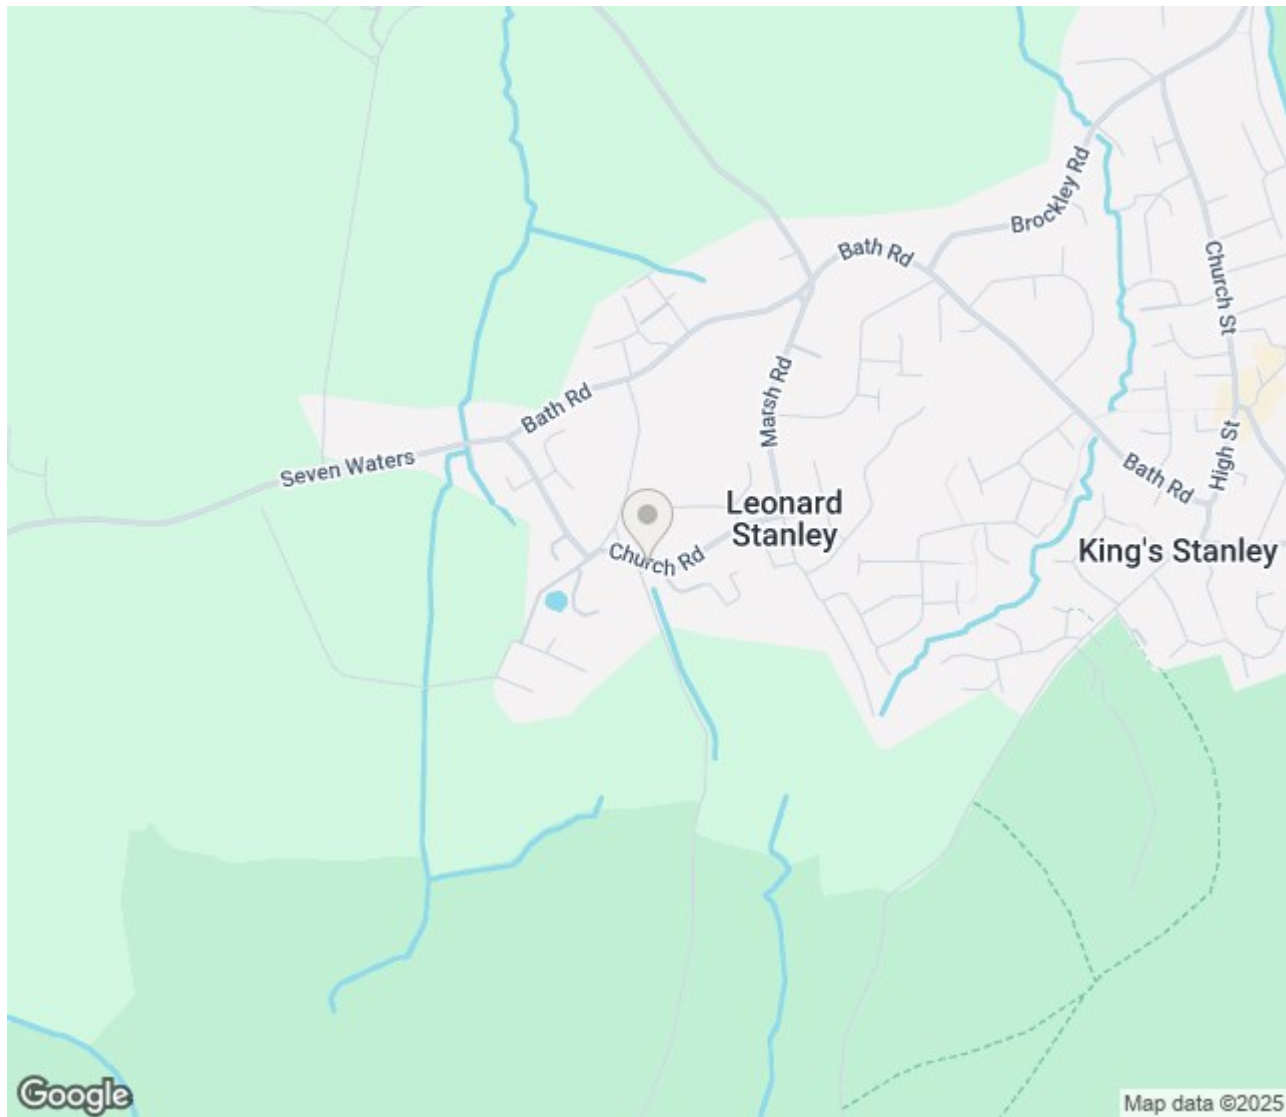 Brockley Rd
Bath Rd
Church St
Marsh Rd
Bath Rd
Seven Waters
High St
Bath Rd
Leonard
Stanley
King's Stanley
Church Rd
Google
Map data ©2025